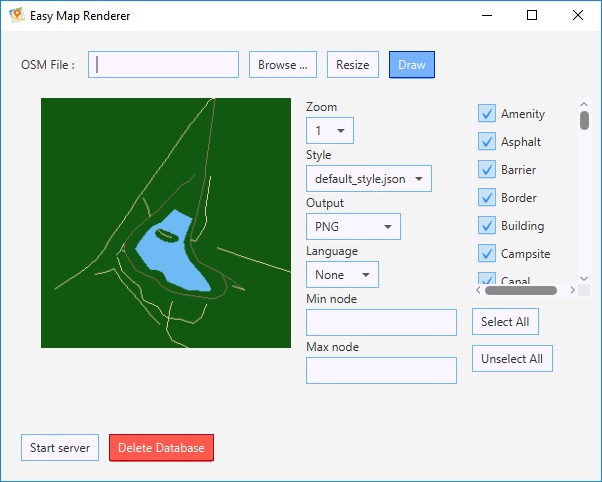 Easy Map Renderer
OSM File :
Browse ...
Resize
Draw
Zoom
1
Style
default_style.json
Output
PNG
Language
None
Min node
Max node
Amenity
Asphalt
Barrier
Border
Building
Campsite
Canal
Select All
Unselect All
Start server
Delete Database